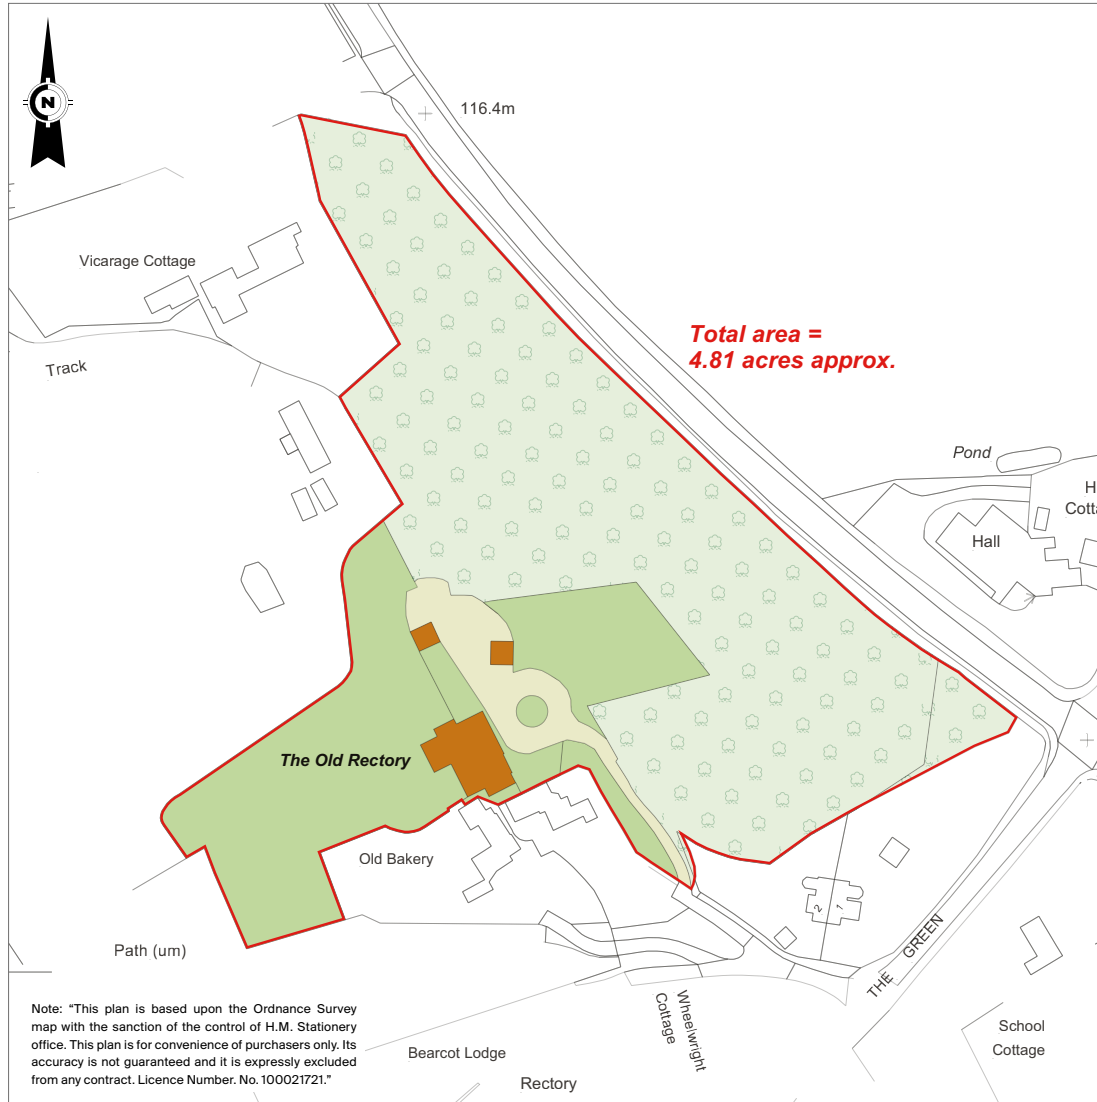 N
116.4m
Vicarage Cottage
Track
Total area =
4.81 acres approx.
Pond
H
Cotta
Hall
The Old Rectory
Old Bakery
2
1
THE GREEN
Path (um)
Wheelwright
Cottage
School
Cottage
Bearcot Lodge
Rectory
Note: “This plan is based upon the Ordnance Survey
map with the sanction of the control of H.M. Stationery
office. This plan is for convenience of purchasers only. Its
accuracy is not guaranteed and it is expressly excluded
from any contract. Licence Number. No. 100021721.”